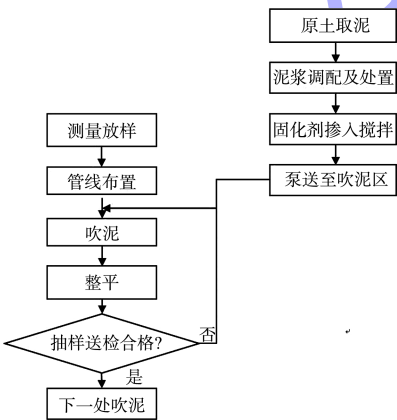 原土取泥
泥浆调配及处置
固化剂掺入搅拌
泵送至吹泥区
测量放样
管线布置
吹泥
整平
抽样送检合格?
否
是
下一处吹泥